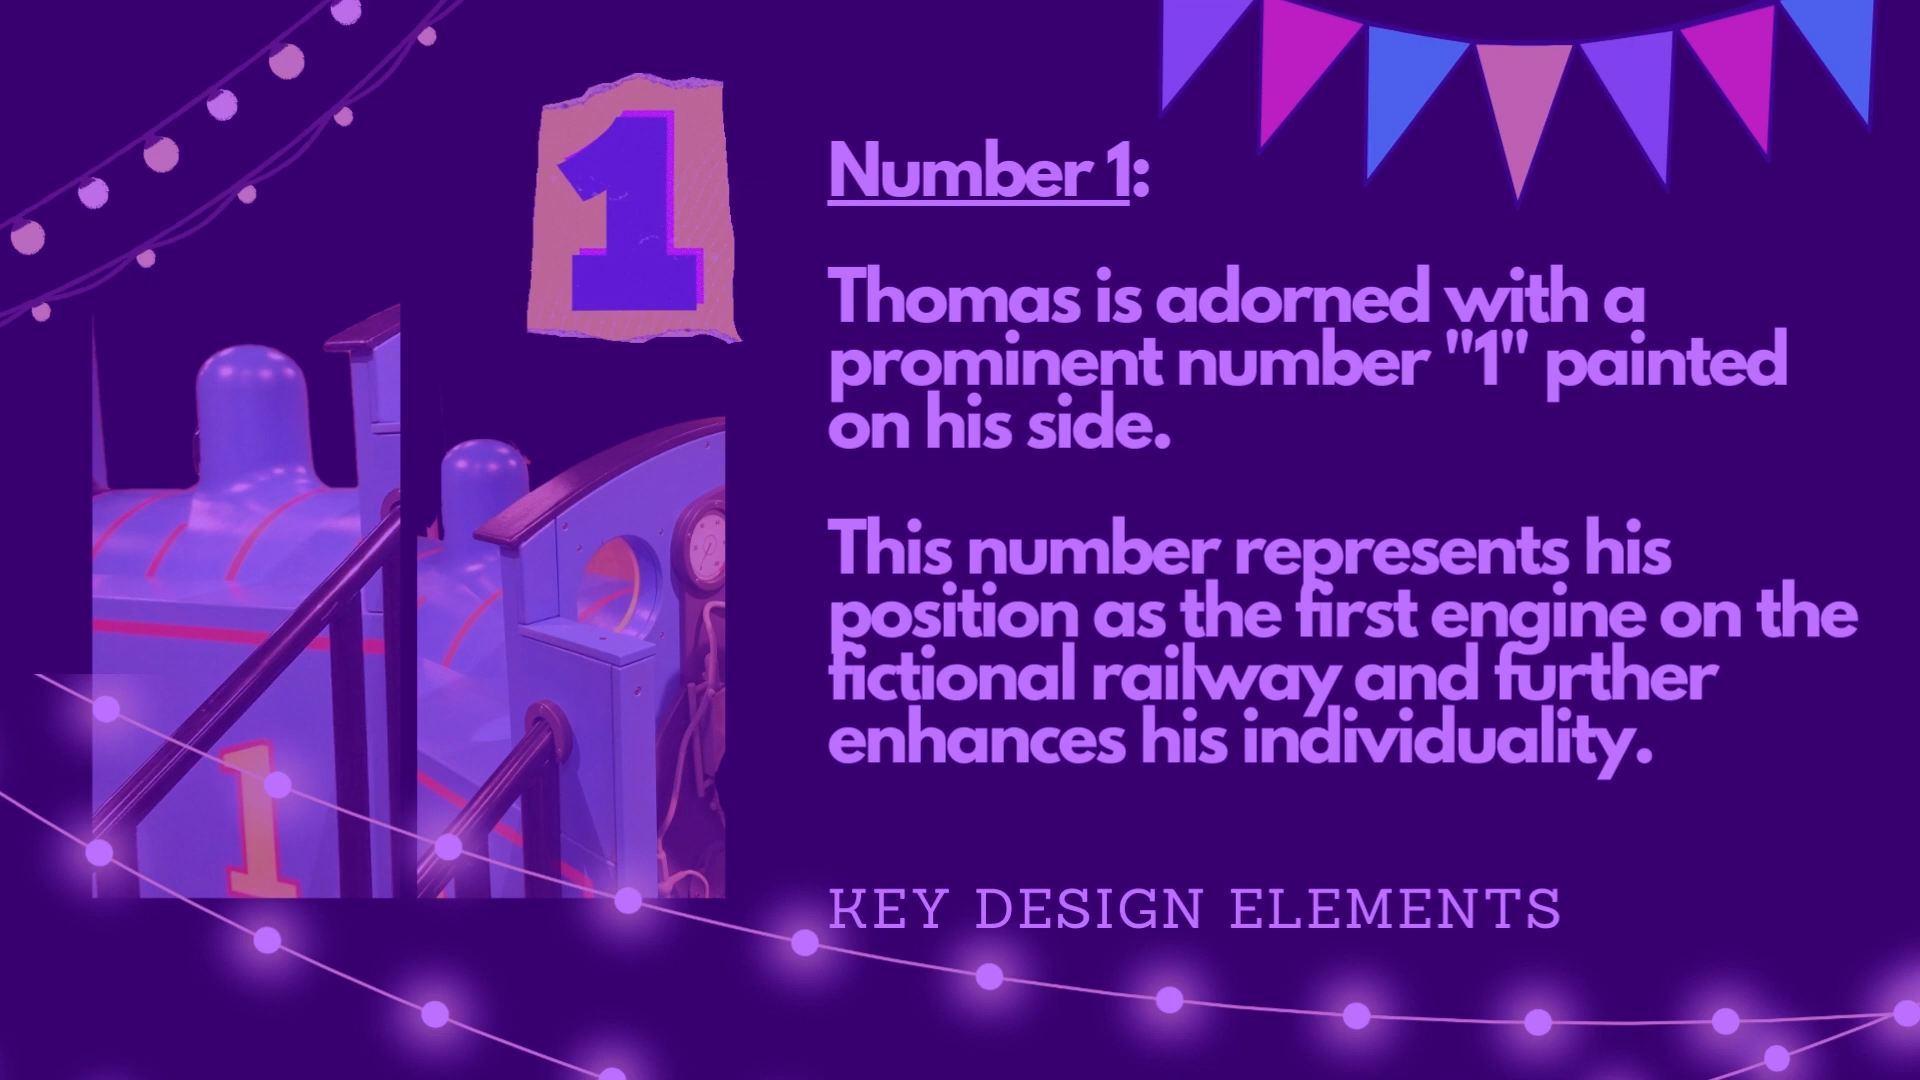 1
Number 1:
Thomas is adorned with a
prominent number "1" painted
on his side.
This number represents his
position as the first engine on the
fictional railway and further
enhances his individuality.
1
KEY DESIGN ELEMENTS